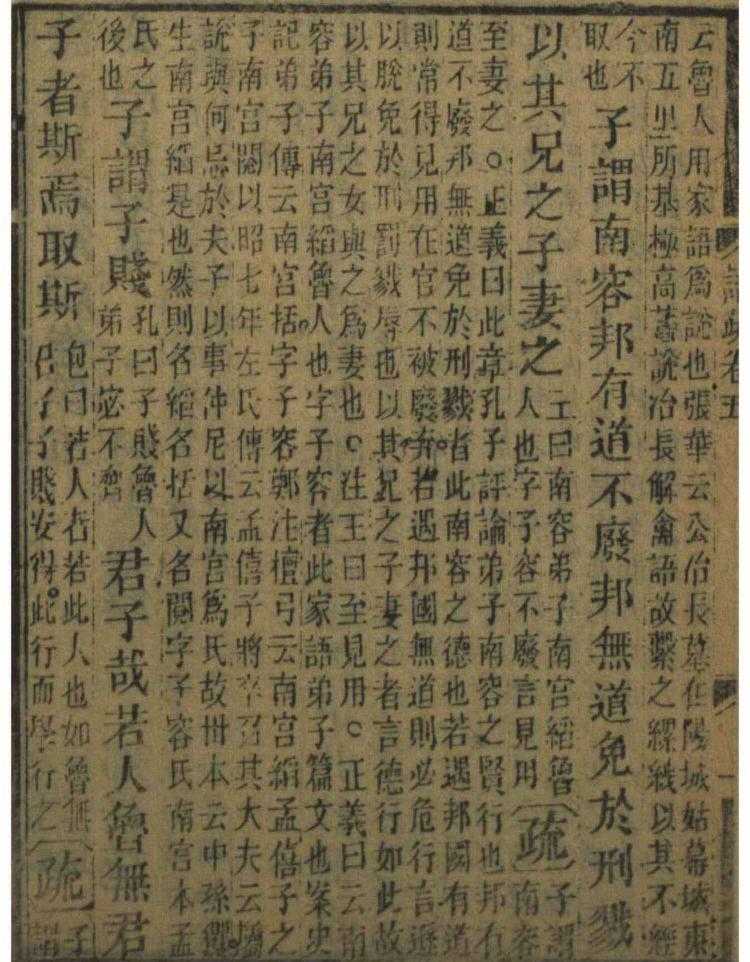 語疏卷五
一
云魯人用家語爲說也張華云公冶長墓在陽城姑幕城東
南五里所基極高舊說冶長解禽語故繫之縲絏以其不經
今不
取也
子謂南容邦有道不廢邦無道免於刑戮
以其兄之子妻之
王曰南容弟子南宫縚魯
人也字子容不廢言見用
疏
子謂
南容
至妻之○正義曰此章孔子評論弟子南容之賢行也邦有
道不廢邦無道免於刑戮者此南容之德也若遇邦國有道
則常得見用在官不被廢弃若遇邦國無道則必危行言遜
以脫免於刑罰戮辱也以其兄之子妻之者言德行如此故
以其兄之女與之爲妻也○注王曰至見用○正義曰云南
容弟子南宫縚魯人也字子容者此家語弟子篇文也案史
記弟子傳云南宫括字子容鄭注檀弓云南宫縚孟僖子之
子南宫閱以昭七年左氏傳云孟僖子將卒召其大夫云屬
說與何忌於夫子以事仲尼以南宫爲氏故世本云中孫貜
生南宫縚是也然則名縚名括又名閱字子容氏南宫本孟
氏之
後也
子謂子賤
孔曰子賤魯人
弟子宓不齊
君子哉若人魯無君
子者斯焉取斯
包曰若人者若此人也如魯無
君子子賤安得此行而學行之
疏
子
謂